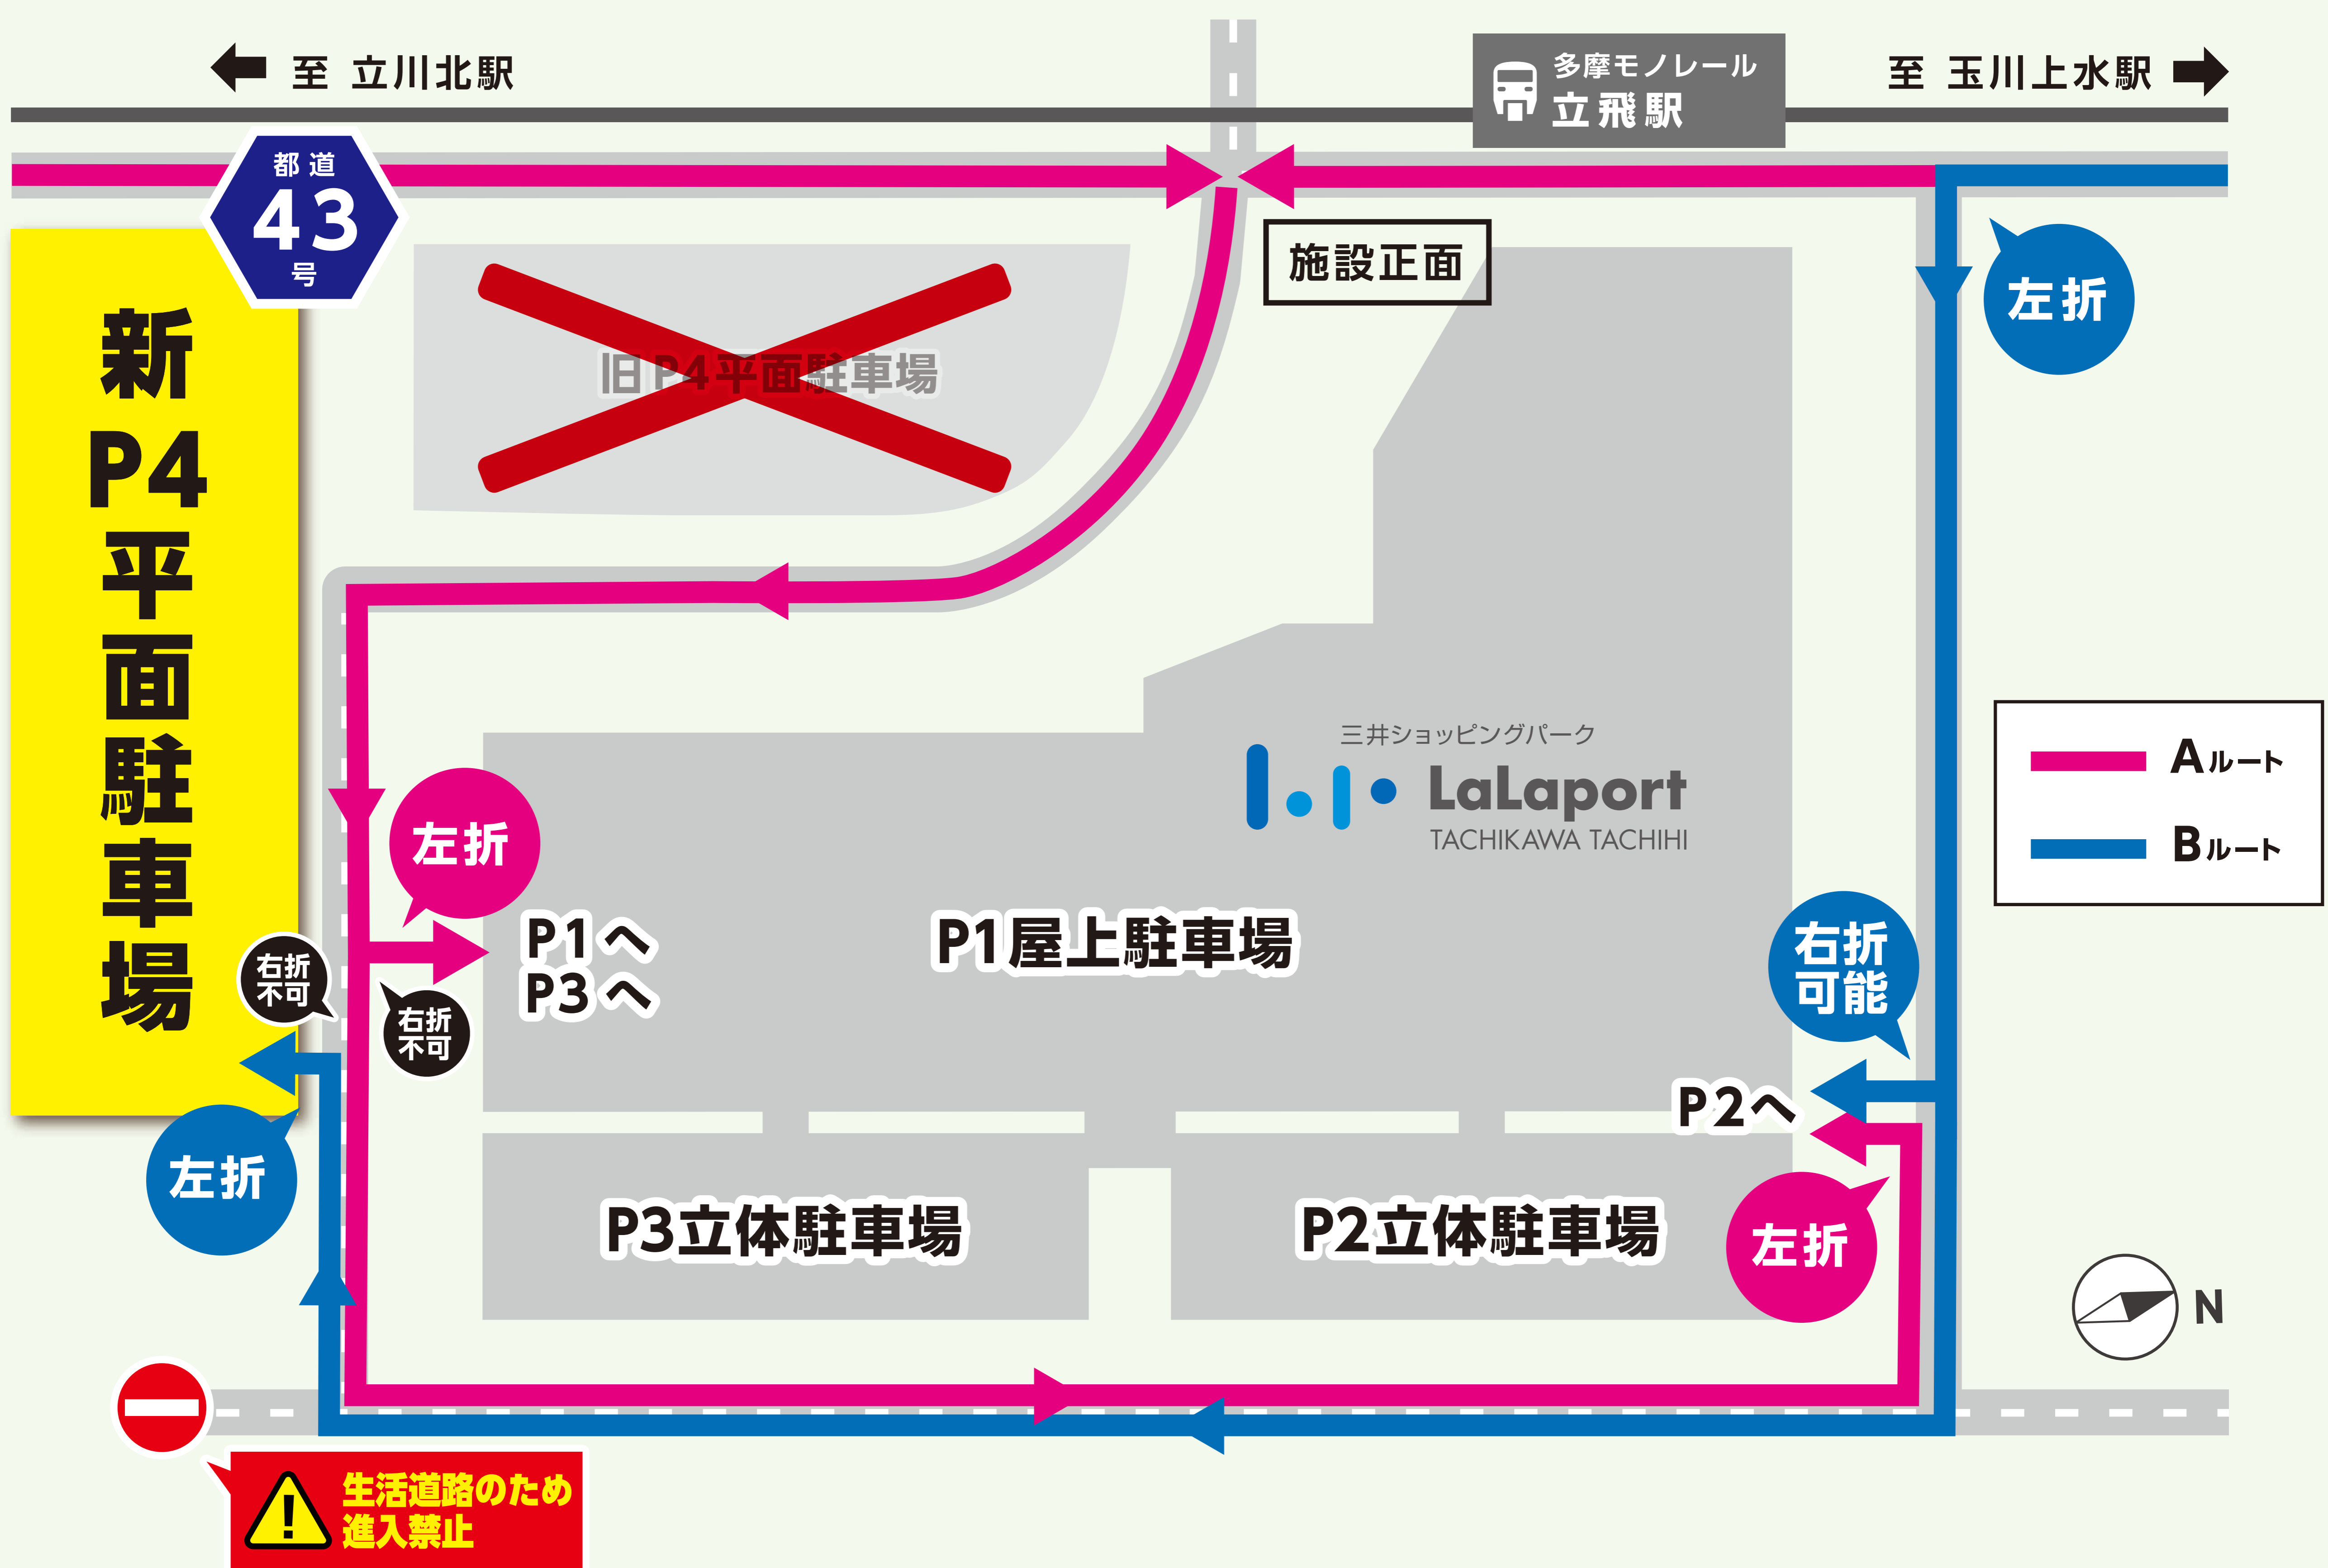 至 立川北駅
多摩モノレール
立飛駅
至 玉川上水駅
都道
43
号
施設正面
左折
新P4平面駐車場
旧P4平面駐車場
三井ショッピングパーク
LaLaport
TACHIKAWA TACHIHI
Aルート
Bルート
左折
P1へ
P3へ
P1屋上駐車場
右折
可能
右折
不可
右折
不可
P2へ
左折
P3立体駐車場
P2立体駐車場
左折
N
生活道路のため
進入禁止